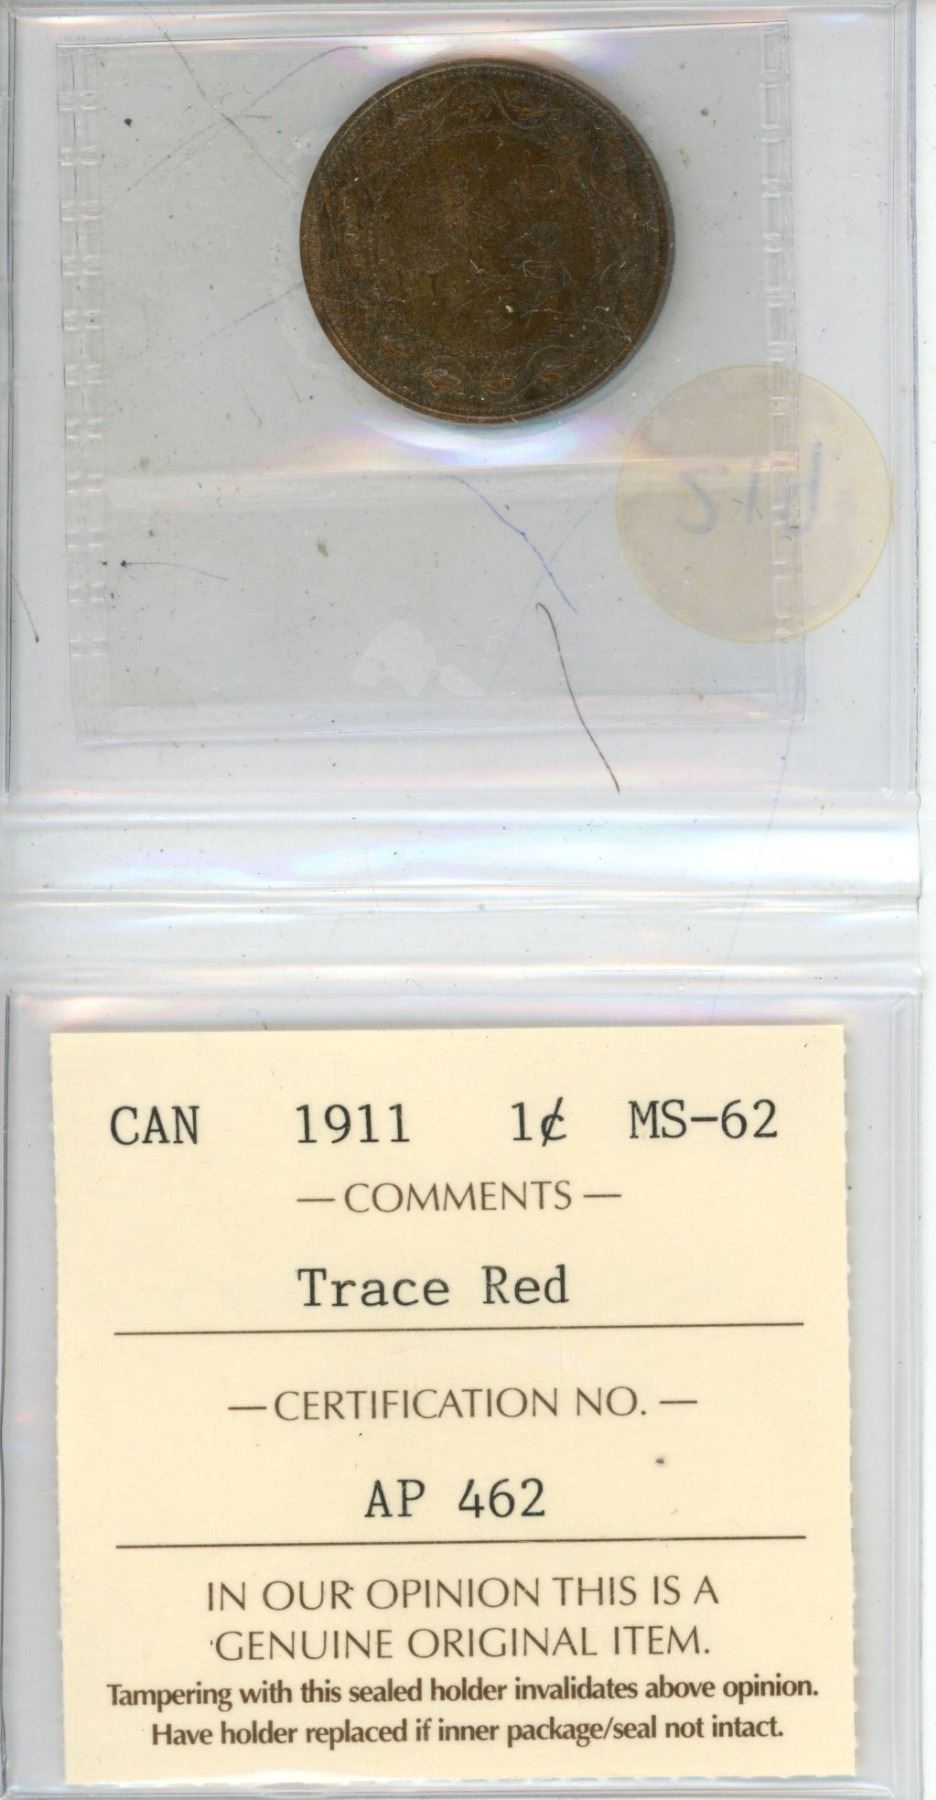 CAN 1911 1¢ MS-62
— COMMENTS —
Trace Red
— CERTIFICATION NO. —
AP 462
IN OUR OPINION THIS IS A
GENUINE ORIGINAL ITEM.
Tampering with this sealed holder invalidates above opinion.
Have holder replaced if inner package/seal not intact.